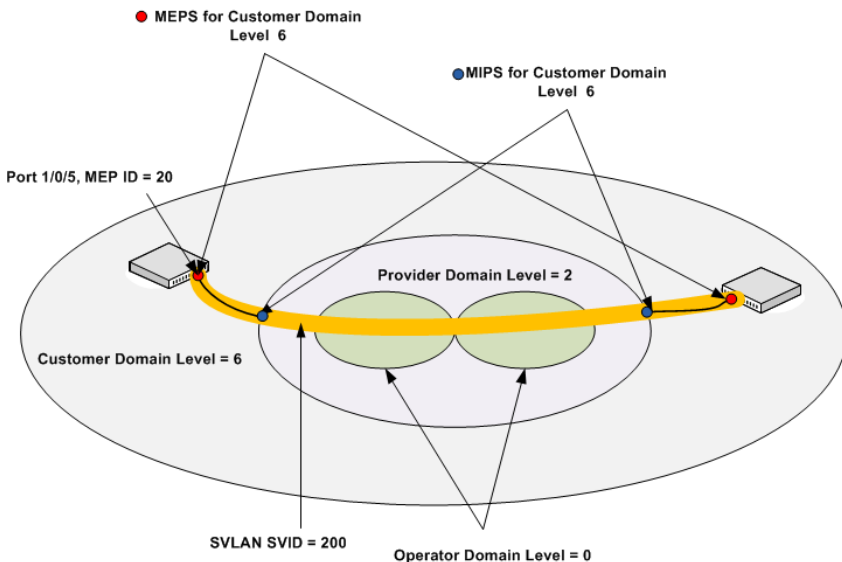 MEPS for Customer Domain
Level 6
MIPS for Customer Domain
Level 6
Port 1/0/5, MEP ID = 20
Provider Domain Level = 2
Customer Domain Level = 6
SVLAN SVID = 200
Operator Domain Level = 0